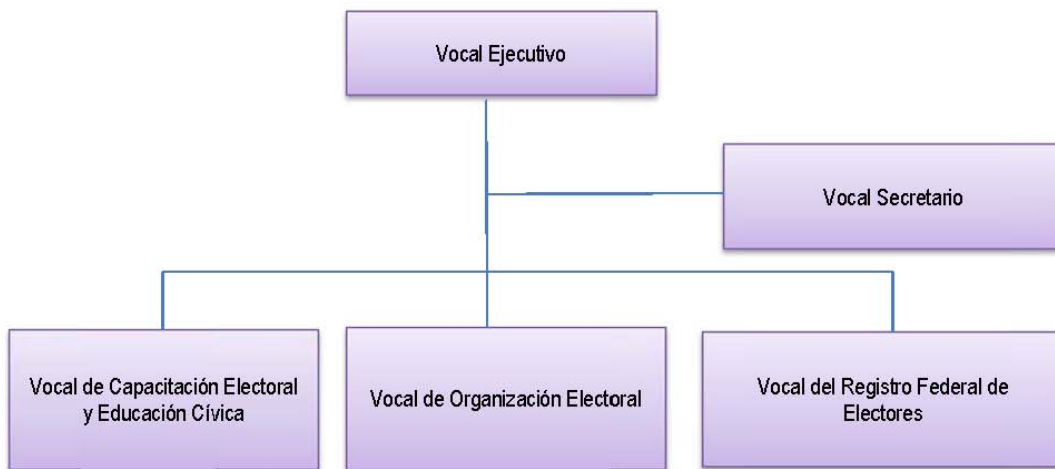 Vocal Ejecutivo
Vocal Secretario
Vocal de Capacitación Electoral
y Educación Cívica
Vocal de Organización Electoral
Vocal del Registro Federal de
Electores